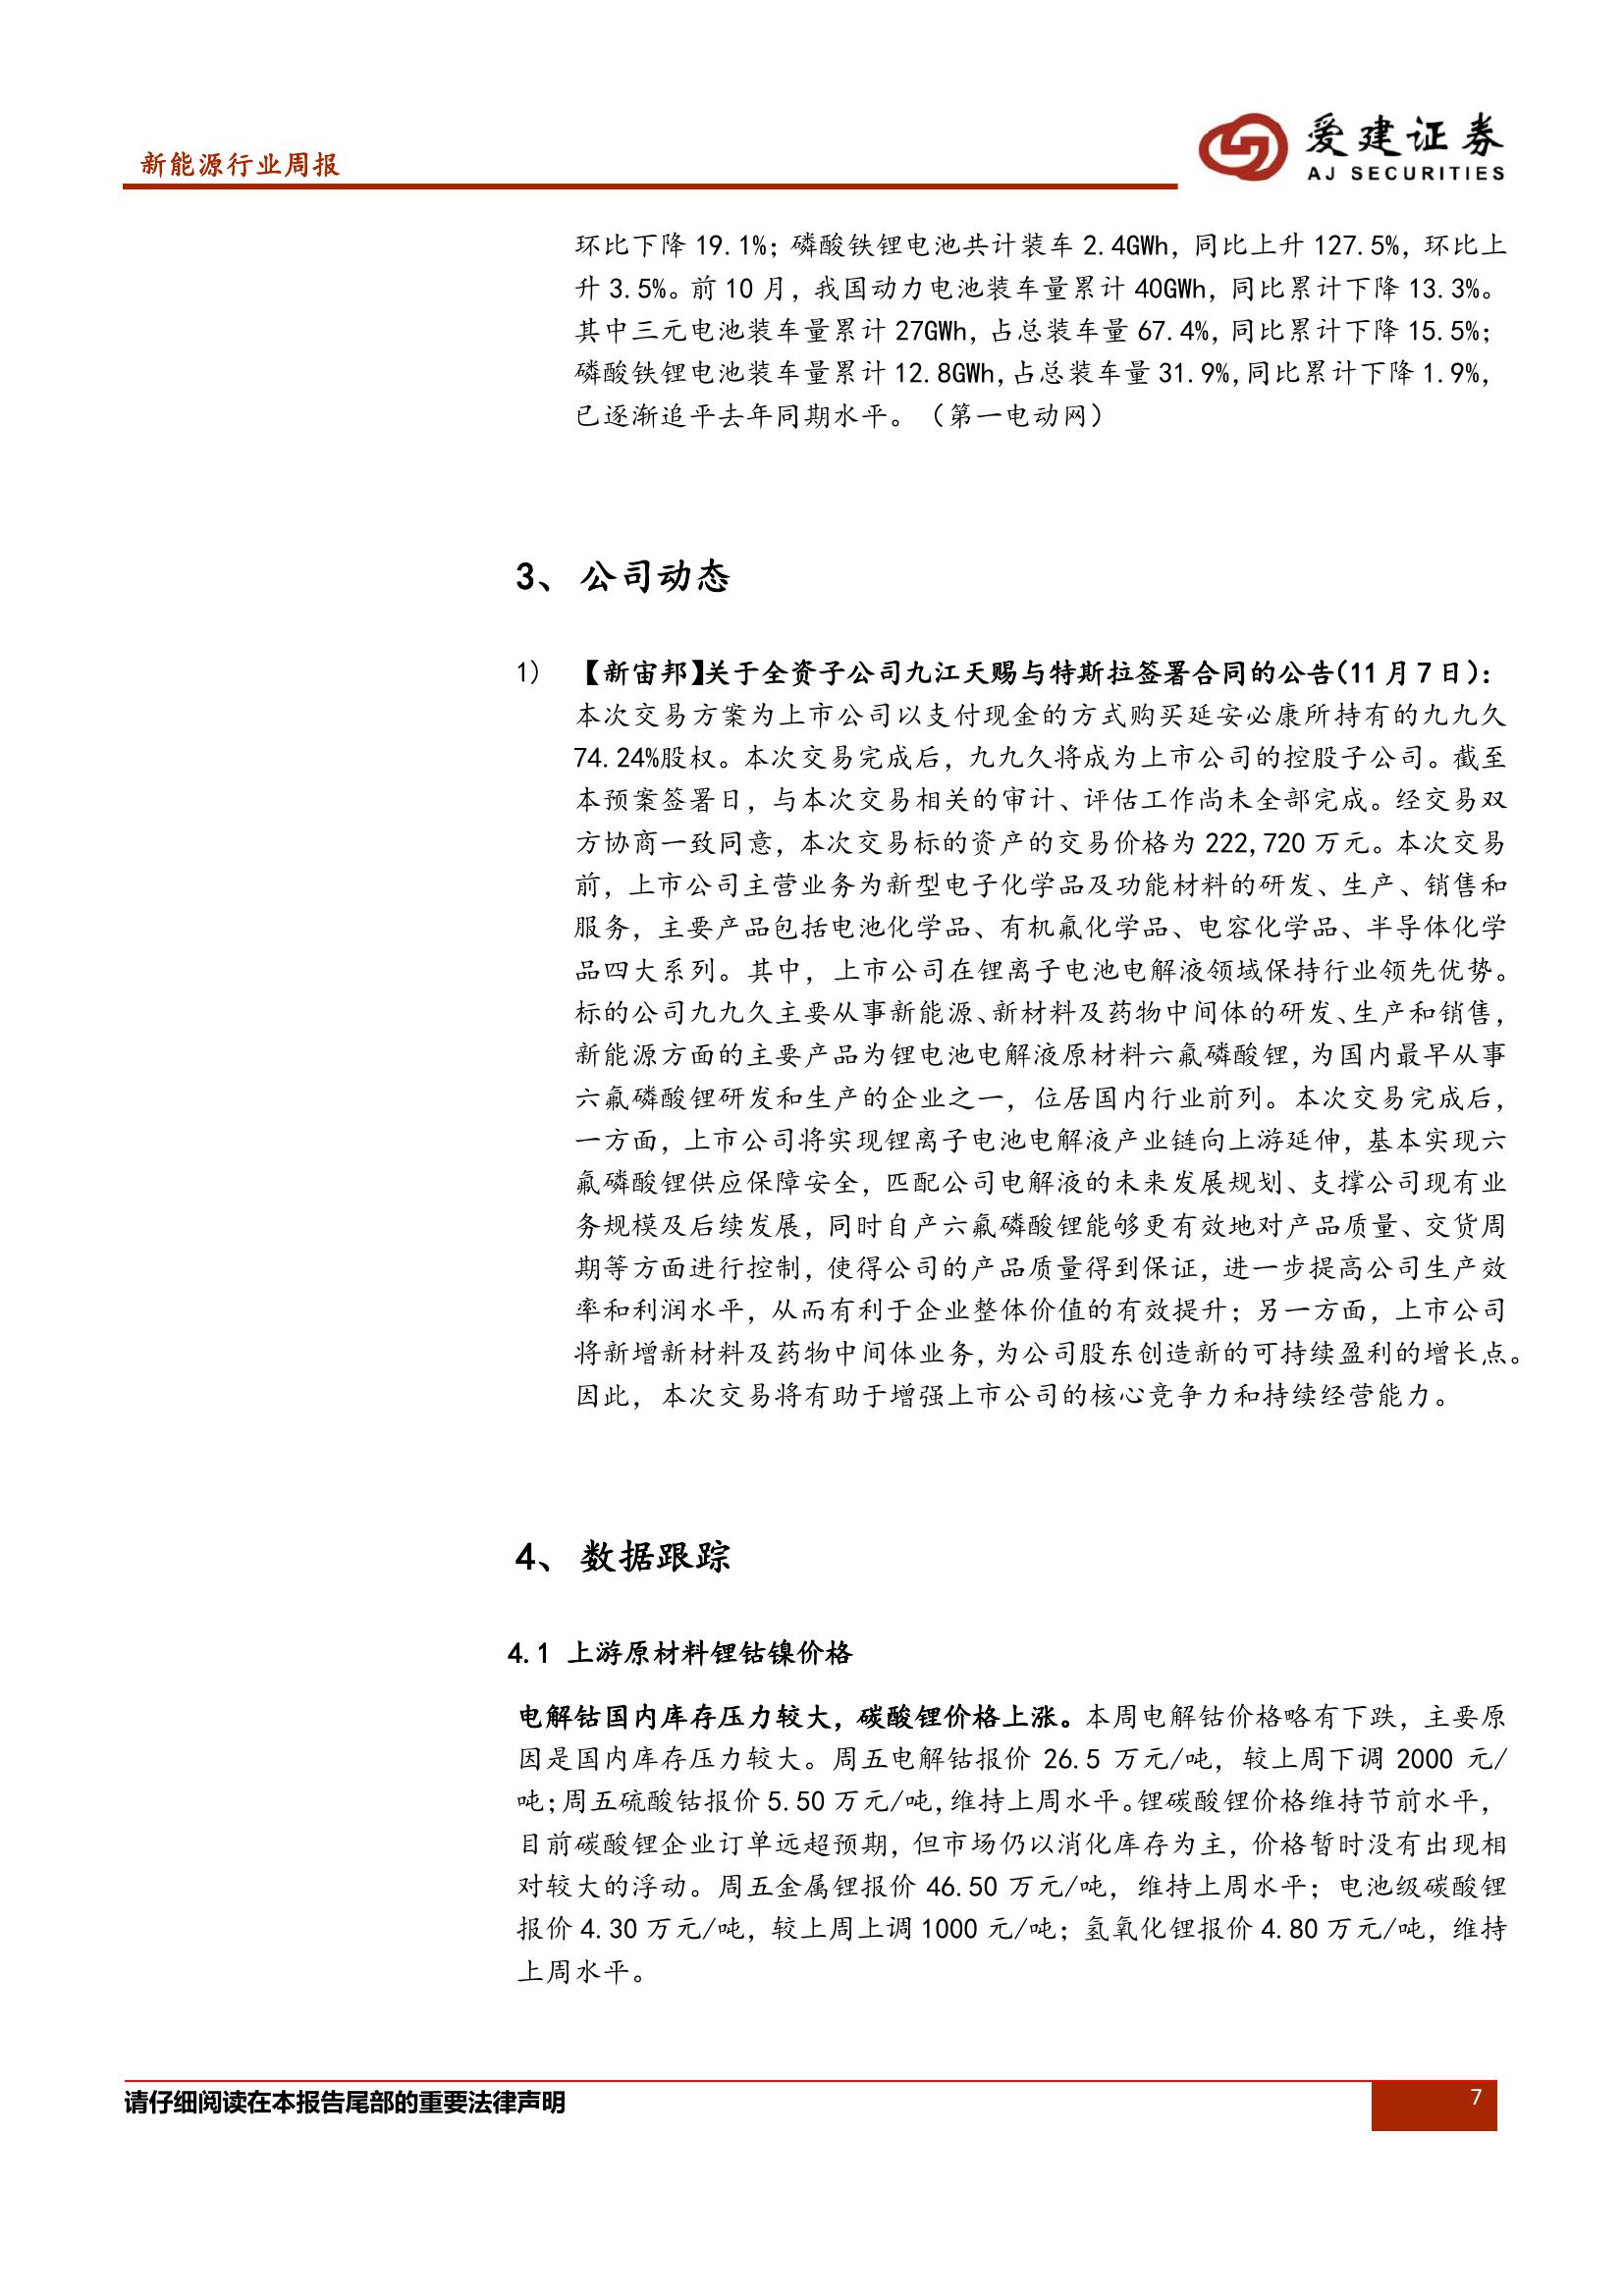 新能源行业周报
爱建证券
AJ SECURITIES
环比下降 19.1%；磷酸铁锂电池共计装车 2.4GWh，同比上升 127.5%，环比上
升 3.5%。前 10 月，我国动力电池装车量累计 40GWh，同比累计下降 13.3%。
其中三元电池装车量累计 27GWh，占总装车量 67.4%，同比累计下降 15.5%；
磷酸铁锂电池装车量累计 12.8GWh，占总装车量 31.9%，同比累计下降 1.9%，
已逐渐追平去年同期水平。（第一电动网）
3、 公司动态
1) 【新宙邦】关于全资子公司九江天赐与特斯拉签署合同的公告(11 月 7 日)：
本次交易方案为上市公司以支付现金的方式购买延安必康所持有的九九久
74.24%股权。本次交易完成后，九九久将成为上市公司的控股子公司。截至
本预案签署日，与本次交易相关的审计、评估工作尚未全部完成。经交易双
方协商一致同意，本次交易标的资产的交易价格为 222,720 万元。本次交易
前，上市公司主营业务为新型电子化学品及功能材料的研发、生产、销售和
服务，主要产品包括电池化学品、有机氟化学品、电容化学品、半导体化学
品四大系列。其中，上市公司在锂离子电池电解液领域保持行业领先优势。
标的公司九九久主要从事新能源、新材料及药物中间体的研发、生产和销售，
新能源方面的主要产品为锂电池电解液原材料六氟磷酸锂，为国内最早从事
六氟磷酸锂研发和生产的企业之一，位居国内行业前列。本次交易完成后，
一方面，上市公司将实现锂离子电池电解液产业链向上游延伸，基本实现六
氟磷酸锂供应保障安全，匹配公司电解液的未来发展规划、支撑公司现有业
务规模及后续发展，同时自产六氟磷酸锂能够更有效地对产品质量、交货周
期等方面进行控制，使得公司的产品质量得到保证，进一步提高公司生产效
率和利润水平，从而有利于企业整体价值的有效提升；另一方面，上市公司
将新增新材料及药物中间体业务，为公司股东创造新的可持续盈利的增长点。
因此，本次交易将有助于增强上市公司的核心竞争力和持续经营能力。
4、 数据跟踪
4.1 上游原材料锂钴镍价格
电解钴国内库存压力较大，碳酸锂价格上涨。本周电解钴价格略有下跌，主要原
因是国内库存压力较大。周五电解钴报价 26.5 万元/吨，较上周下调 2000 元/
吨；周五硫酸钴报价 5.50 万元/吨，维持上周水平。锂碳酸锂价格维持节前水平，
目前碳酸锂企业订单远超预期，但市场仍以消化库存为主，价格暂时没有出现相
对较大的浮动。周五金属锂报价 46.50 万元/吨，维持上周水平；电池级碳酸锂
报价 4.30 万元/吨，较上周上调 1000 元/吨；氢氧化锂报价 4.80 万元/吨，维持
上周水平。
请仔细阅读在本报告尾部的重要法律声明
7